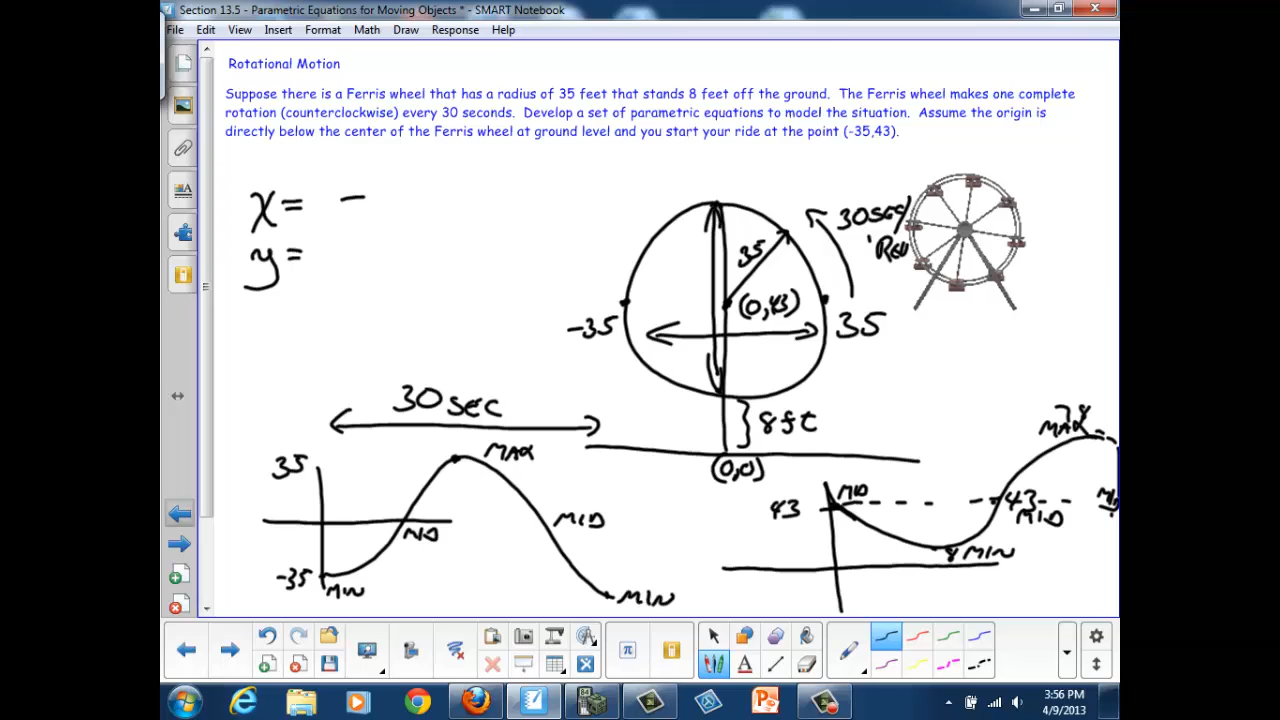 Section 13.5 - Parametric Equations for Moving Objects * - SMART Notebook
File Edit View Insert Format Math Draw Response Help
Rotational Motion
Suppose there is a Ferris wheel that has a radius of 35 feet that stands 8 feet off the ground. The Ferris wheel makes one complete
rotation (counterclockwise) every 30 seconds. Develop a set of parametric equations to model the situation. Assume the origin is
directly below the center of the Ferris wheel at ground level and you start your ride at the point (-35,43).
x = -
y =
30 sec/
Rev
35
(0,43)
-35
35
30 sec
8 ft
(0,0)
35
MAX
MID
MID
-35
MIN
MIN
78
MAX
43
MID
43
MID
8 MIN
3:56 PM
4/9/2013